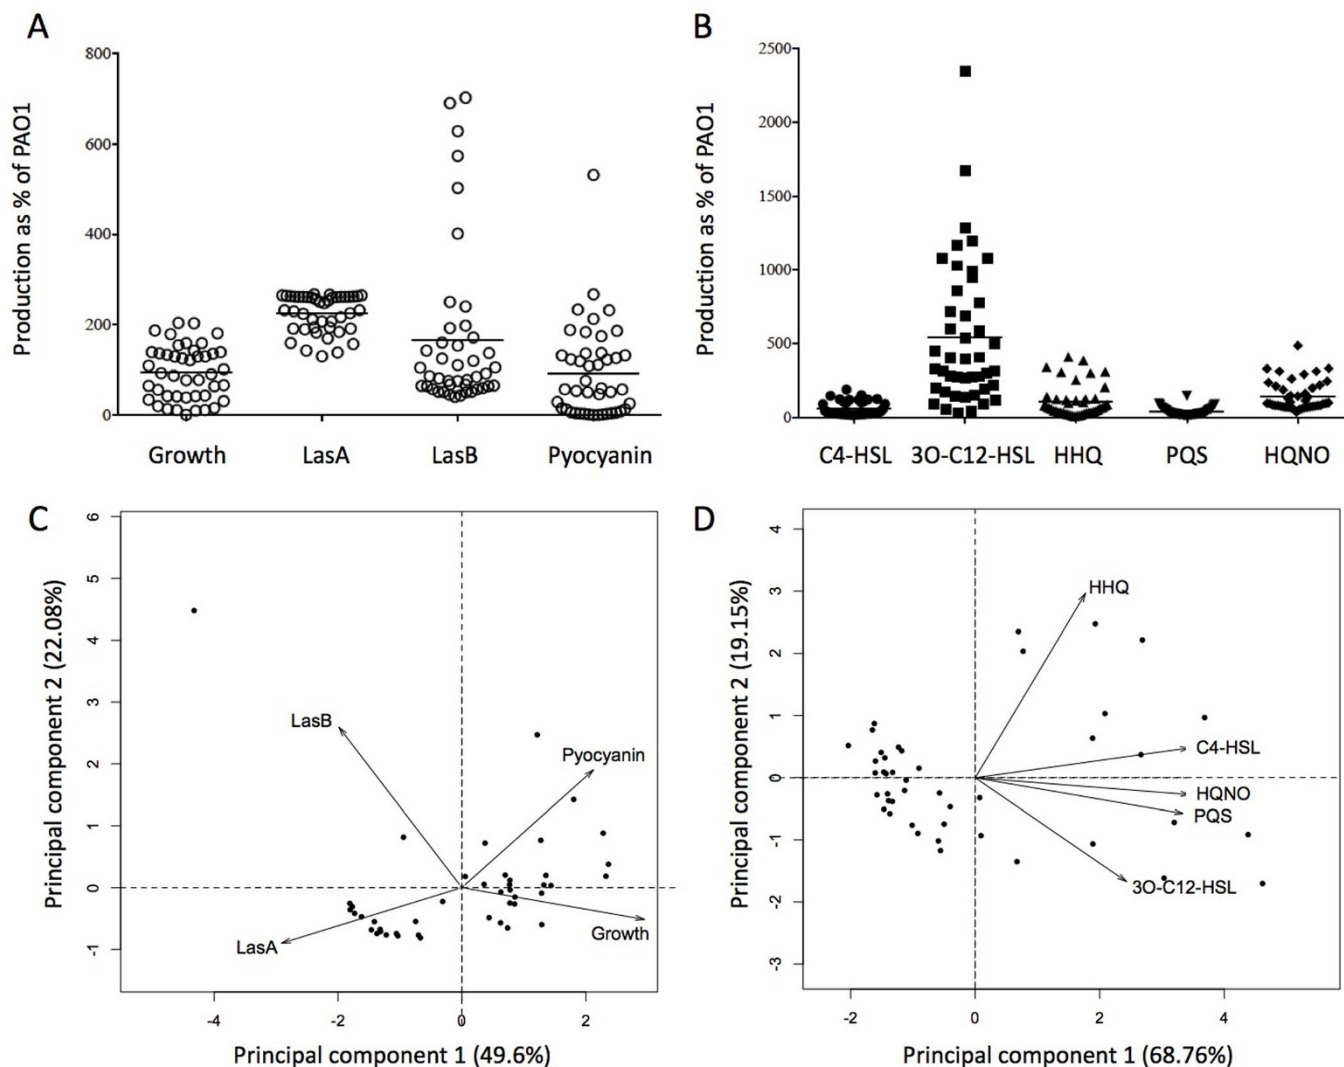 A
Production as % of PAO1
800
600
400
200
0
Growth LasA LasB Pyocyanin
B
Production as % of PAO1
2500
2000
1500
1000
500
0
C4-HSL 3O-C12-HSL HHQ PQS HQNO
C
Principal component 2 (22.08%)
6
5
4
3
2
1
0
-1
LasB
Pyocyanin
LasA
Growth
-4 -2 0 2
Principal component 1 (49.6%)
D
Principal component 2 (19.15%)
4
3
2
1
0
-1
-2
-3
HHQ
C4-HSL
HQNO
PQS
3O-C12-HSL
-2 0 2 4
Principal component 1 (68.76%)